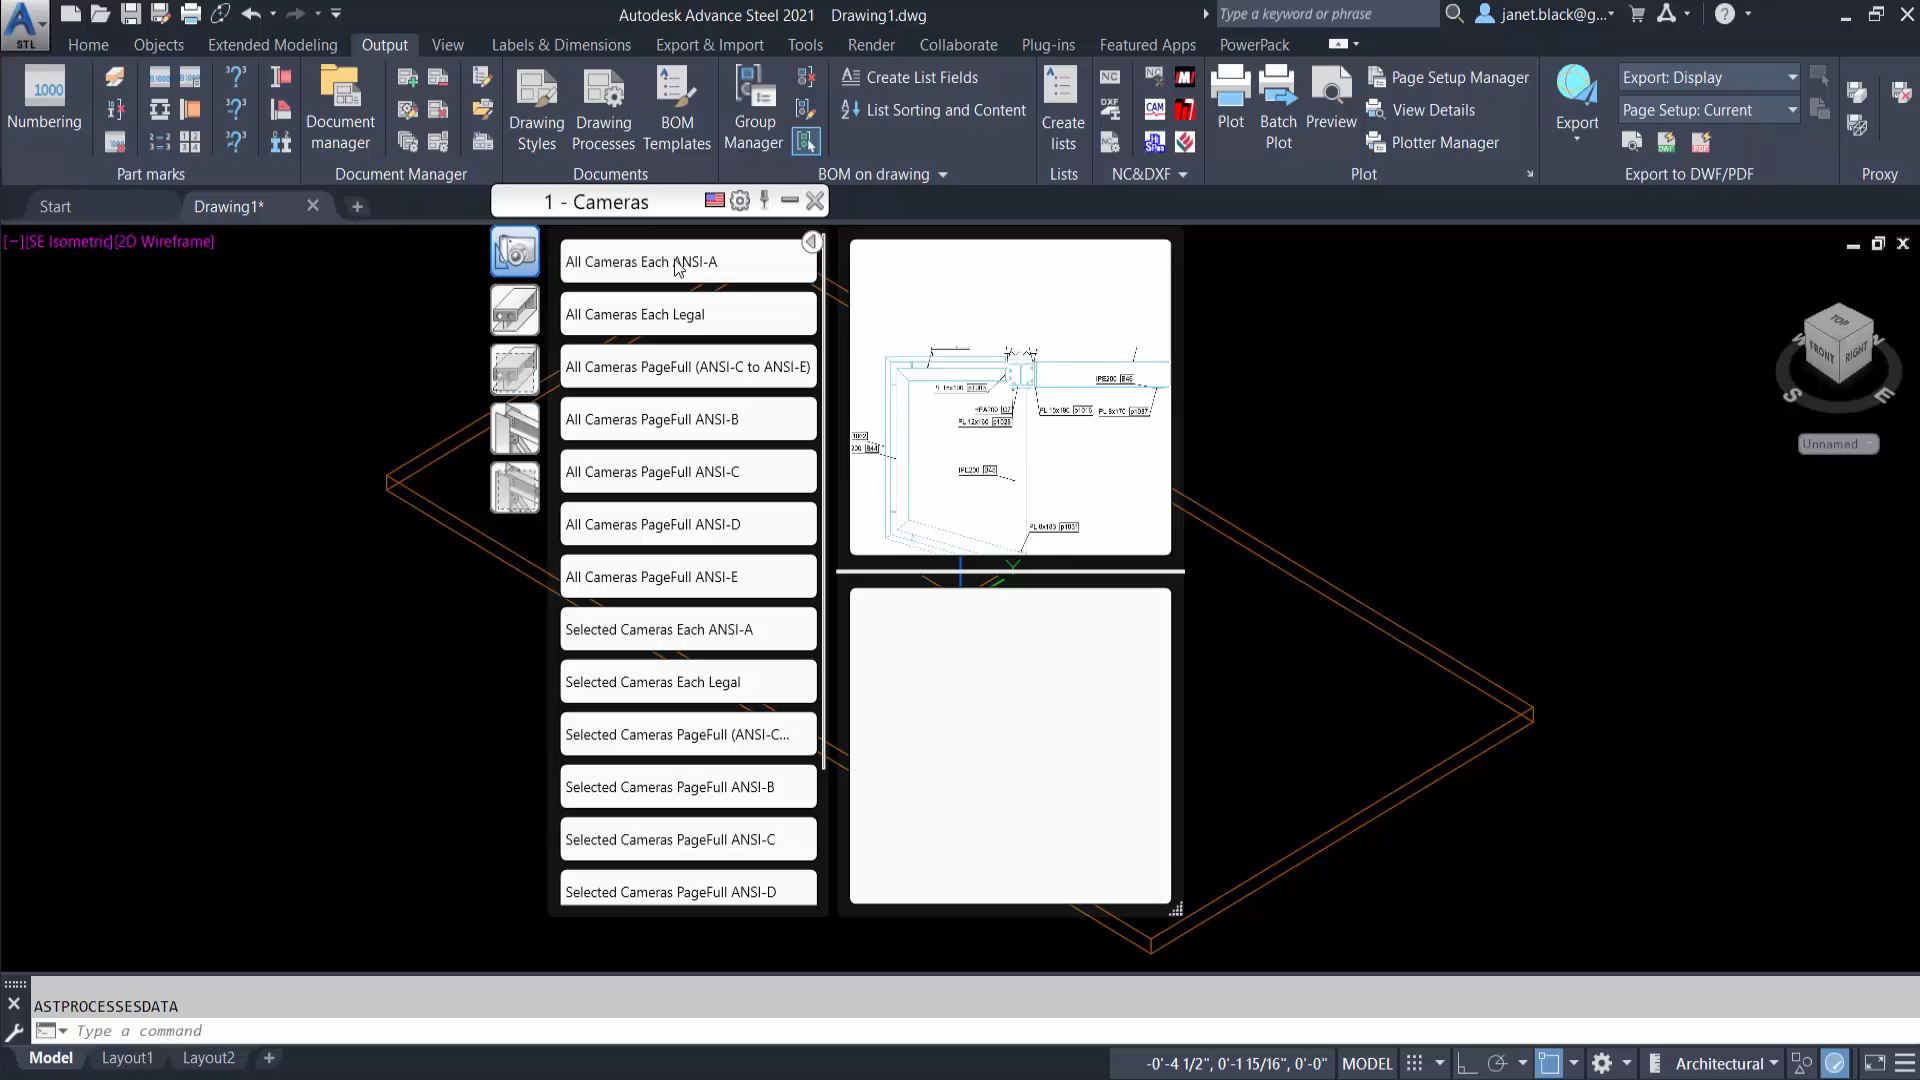 Autodesk Advance Steel 2021 Drawing1.dwg
Type a keyword or phrase
janet.black@g...
STL
Home Objects Extended Modeling Output View Labels & Dimensions Export & Import Tools Render Collaborate Plug-ins Featured Apps PowerPack
Numbering
Document manager
Drawing Styles
Drawing Processes
BOM Templates
Group Manager
Create List Fields
List Sorting and Content
Create lists
NC
DXF
CAM
Plot
Batch Plot
Preview
Page Setup Manager
View Details
Plotter Manager
Export
Export: Display
Page Setup: Current
Part marks
Document Manager
Documents
BOM on drawing
Lists
NC&DXF
Plot
Export to DWF/PDF
Proxy
Start
Drawing1*
1 - Cameras
[−][SE Isometric][2D Wireframe]
All Cameras Each ANSI-A
All Cameras Each Legal
All Cameras PageFull (ANSI-C to ANSI-E)
All Cameras PageFull ANSI-B
All Cameras PageFull ANSI-C
All Cameras PageFull ANSI-D
All Cameras PageFull ANSI-E
Selected Cameras Each ANSI-A
Selected Cameras Each Legal
Selected Cameras PageFull (ANSI-C...
Selected Cameras PageFull ANSI-B
Selected Cameras PageFull ANSI-C
Selected Cameras PageFull ANSI-D
IPE200
TOP
FRONT
RIGHT
S
E
Unnamed
Y
ASTPROCESSESDATA
Type a command
Model Layout1 Layout2
-0'-4 1/2", 0'-1 15/16", 0'-0"
MODEL
Architectural